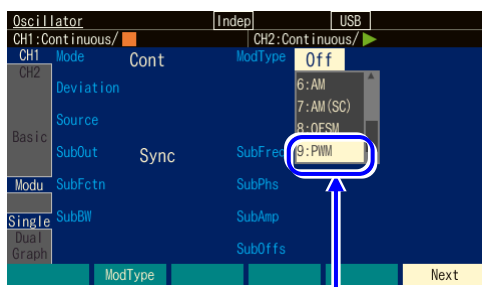 Oscillator Indep USB
CH1:Continuous/ CH2:Continuous/
CH1 Mode Cont ModType Off
CH2 6:AM
Deviation 7:AM(SC)
Source 8:OFSM
Basic
SubOut Sync SubFreq 9:PWM
Modu SubFctn SubPhs
Single SubBW SubAmp
Dual
Graph SubOffs
ModType Next